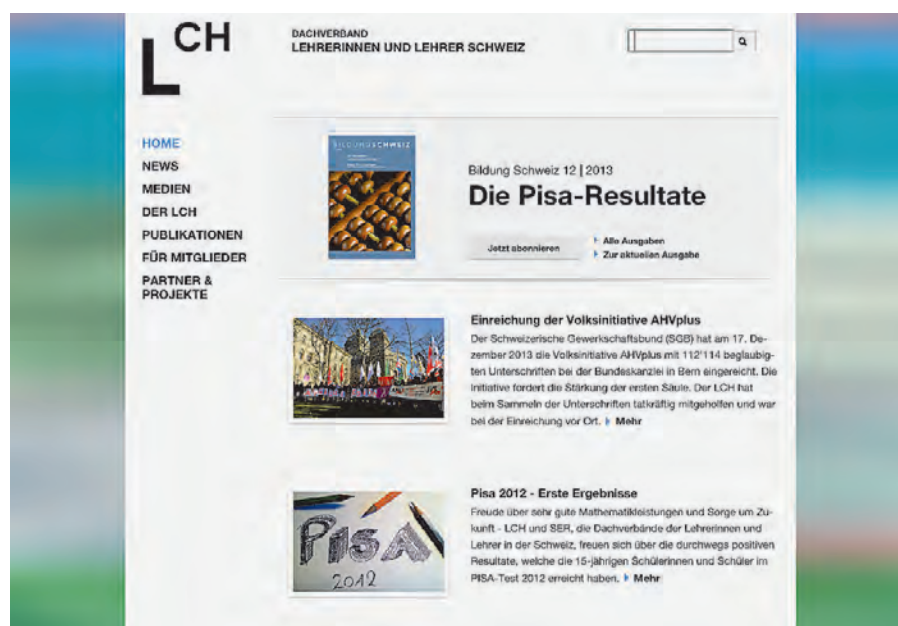 LCH
DACHVERBAND
LEHRERINNEN UND LEHRER SCHWEIZ
HOME
NEWS
MEDIEN
DER LCH
PUBLIKATIONEN
FÜR MITGLIEDER
PARTNER &
PROJEKTE
BILDUNG SCHWEIZ
Bildung Schweiz 12 | 2013
Die Pisa-Resultate
Jetzt abonnieren
Alle Ausgaben
Zur aktuellen Ausgabe
Einreichung der Volksinitiative AHVplus
Der Schweizerische Gewerkschaftsbund (SGB) hat am 17. De-
zember 2013 die Volksinitiative AHVplus mit 112'114 beglaubig-
ten Unterschriften bei der Bundeskanzlei in Bern eingereicht. Die
Initiative fordert die Stärkung der ersten Säule. Der LCH hat
beim Sammeln der Unterschriften tatkräftig mitgeholfen und war
bei der Einreichung vor Ort. Mehr
PISA
2012
Pisa 2012 - Erste Ergebnisse
Freude über sehr gute Mathematikleistungen und Sorge um Zu-
kunft - LCH und SER, die Dachverbände der Lehrerinnen und
Lehrer in der Schweiz, freuen sich über die durchwegs positiven
Resultate, welche die 15-jährigen Schülerinnen und Schüler im
PISA-Test 2012 erreicht haben. Mehr